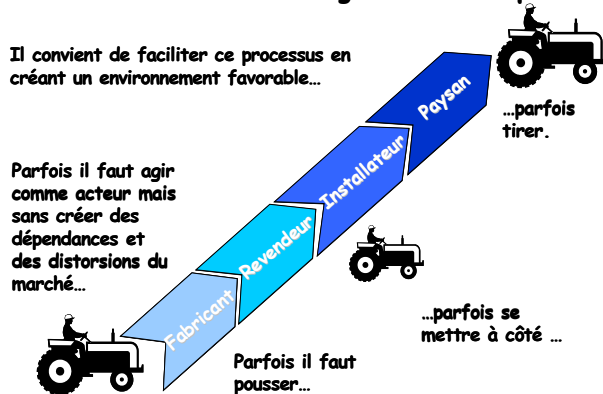 Il convient de faciliter ce processus en
créant un environnement favorable...
...parfois
tirer.
Paysan
Installateur
Revendeur
Fabricant
Parfois il faut agir
comme acteur mais
sans créer des
dépendances et
des distorsions du
marché...
...parfois se
mettre à côté ...
Parfois il faut
pousser...